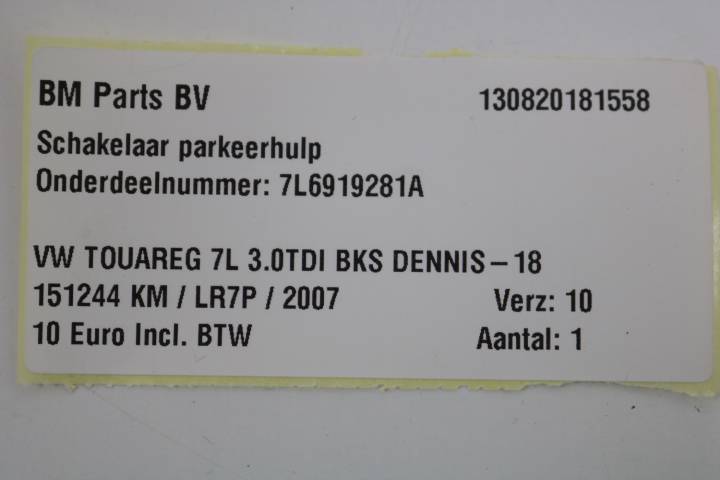 BM Parts BV 130820181558
Schakelaar parkeerhulp
Onderdeelnummer: 7L6919281A
VW TOUAREG 7L 3.0TDI BKS DENNIS-18
151244 KM / LR7P / 2007 Verz: 10
10 Euro Incl. BTW Aantal: 1